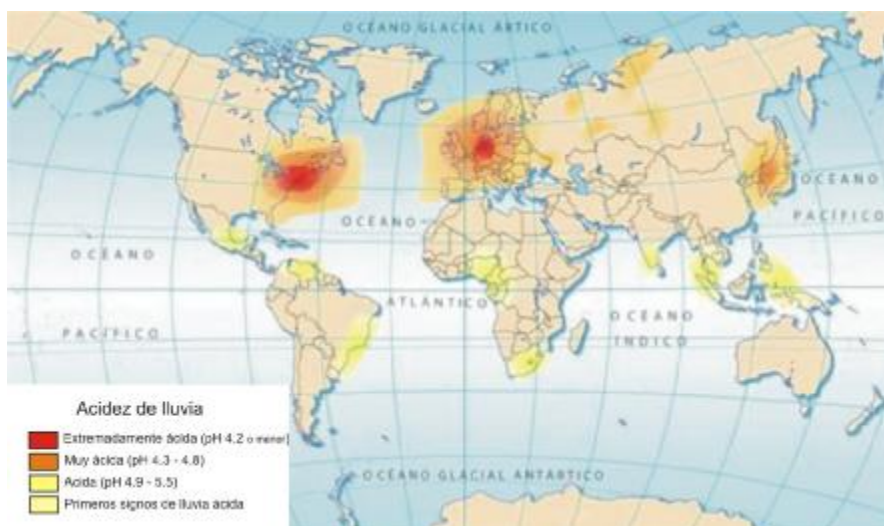 OCÉANO GLACIAL ÁRTICO
OCÉANO
PACÍFICO
OCÉANO
ATLÁNTICO
OCÉANO
PACÍFICO
OCÉANO
ÍNDICO
OCÉANO GLACIAL ANTÁRTICO
Acidez de lluvia
Extremadamente ácida (pH 4.2 o menor)
Muy ácica (pH 4.3 - 4.8)
Acida (pH 4.9 - 5.5)
Primeros signos de lluvia ácida